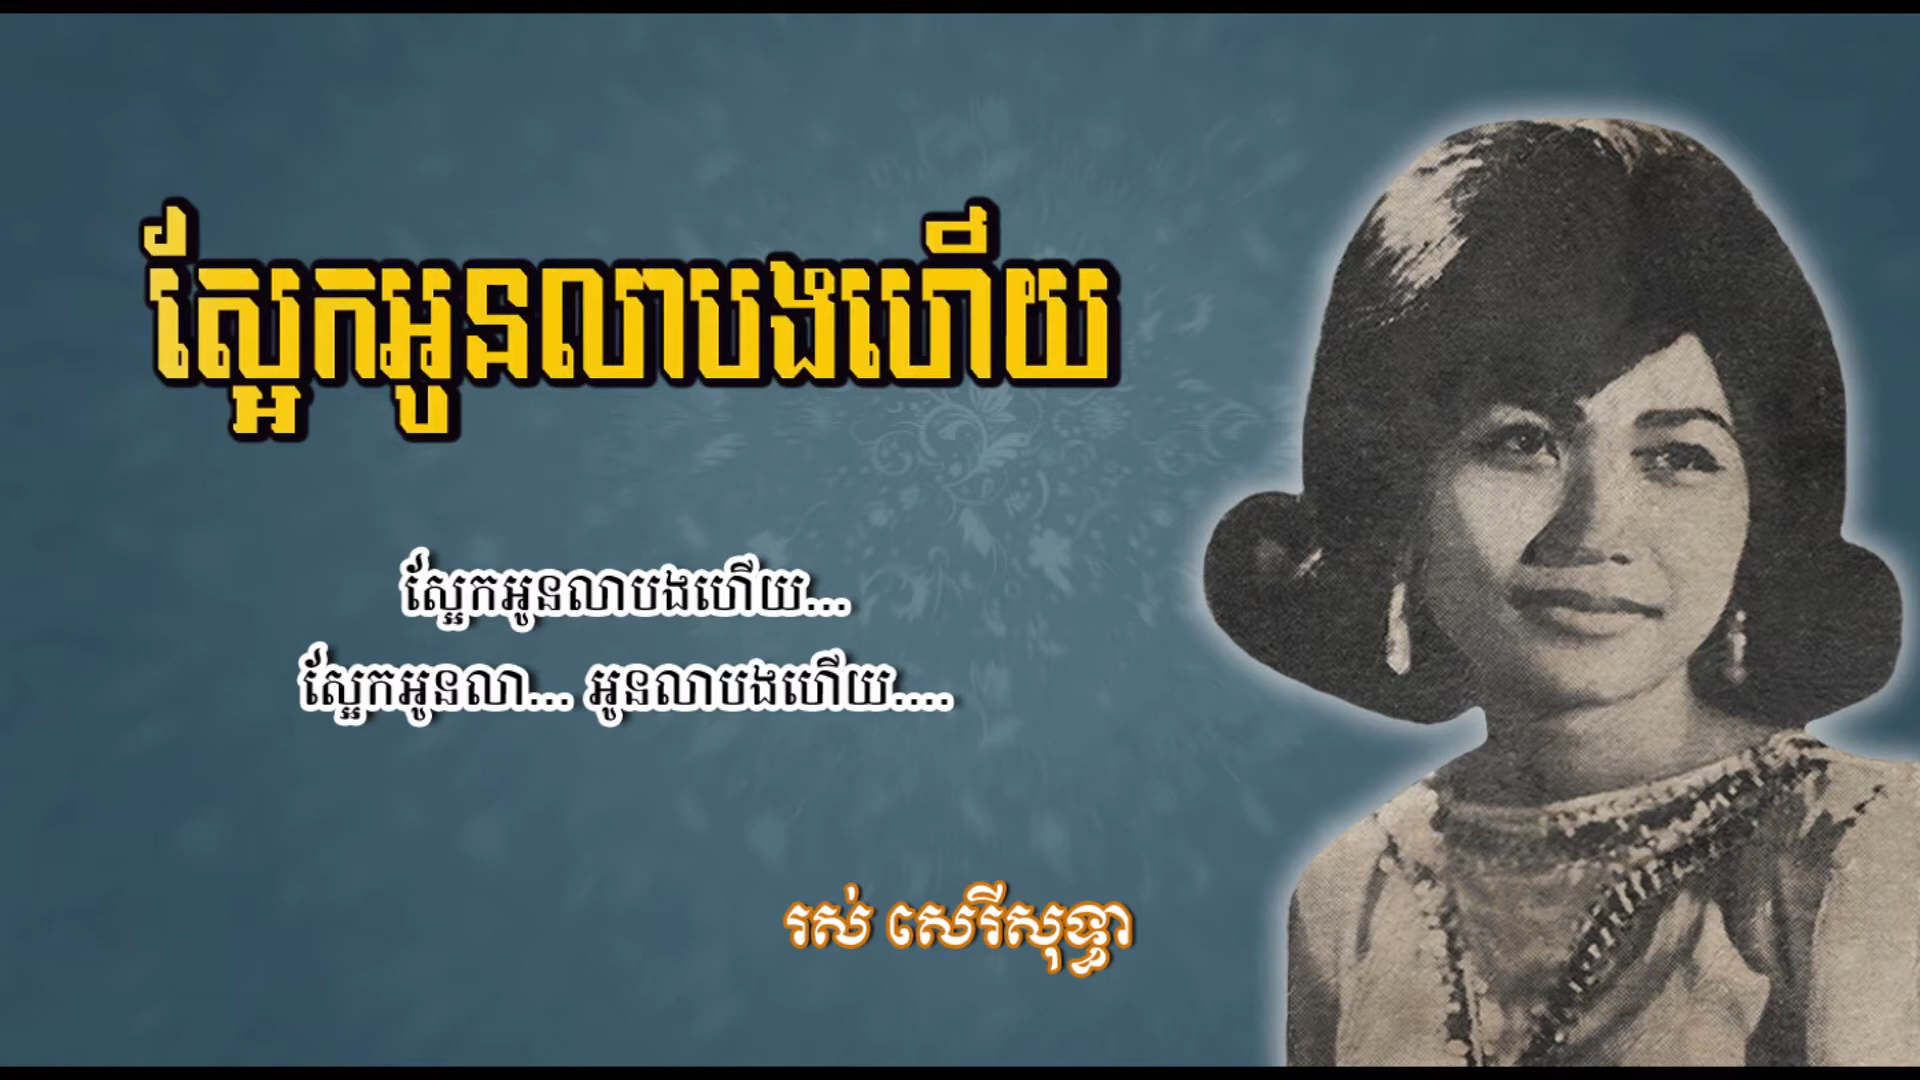 ស្អែកអូនលាបងហើយ
ស្អែកអូនលាបងហើយ...
ស្អែកអូនលា... អូនលាបងហើយ....
រស់ សេរីសុទ្ធា